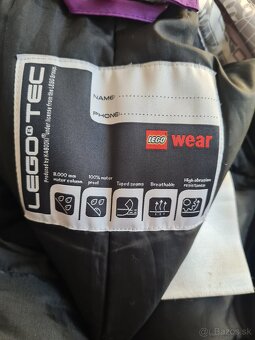 LEGO® TEC
Produced by KABOOKI under license from the LEGO Group
NAME:
PHONE:
LEGO wear
8.000 mm
water column
100% water
proof
Taped seams
Breathable
High abrasion
resistance
© Bazos.sk